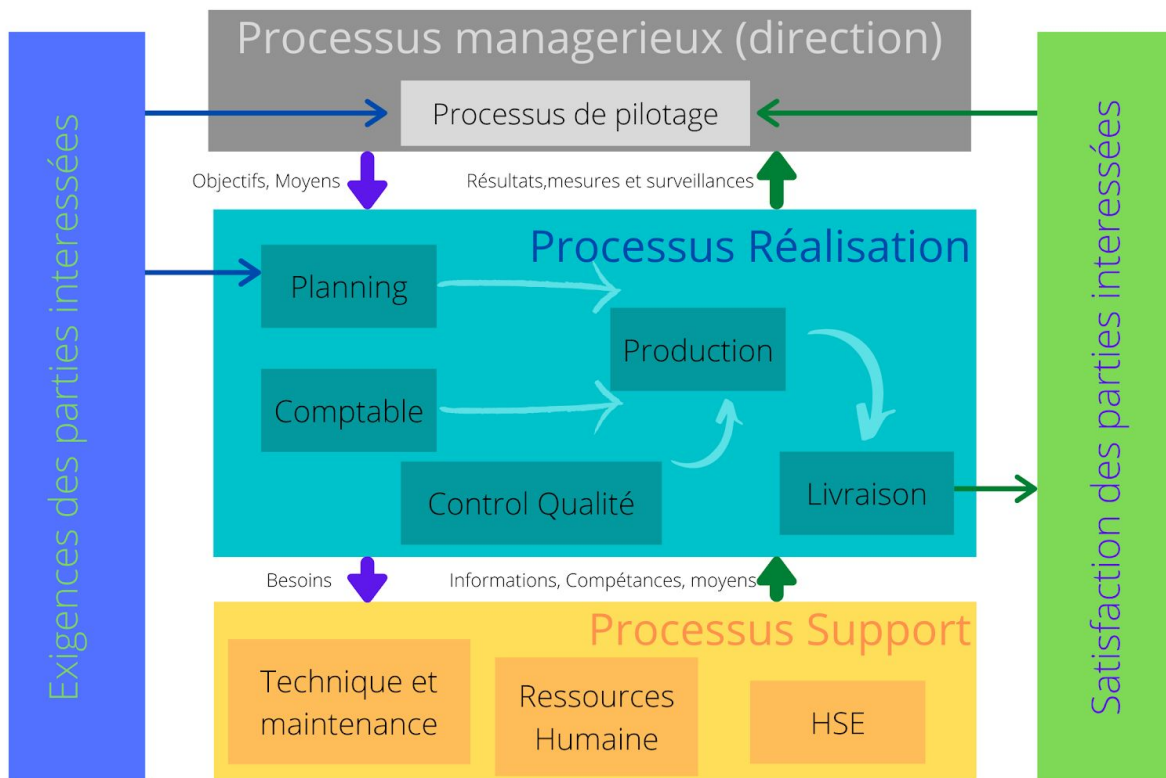 Processus managerieux (direction)
Processus de pilotage
Exigences des parties interessées
Satisfaction des parties interessées
Objectifs, Moyens
Résultats,mesures et surveillances
Processus Réalisation
Planning
Production
Comptable
Control Qualité
Livraison
Besoins
Informations, Compétances, moyens
Processus Support
Technique et
maintenance
Ressources
Humaine
HSE